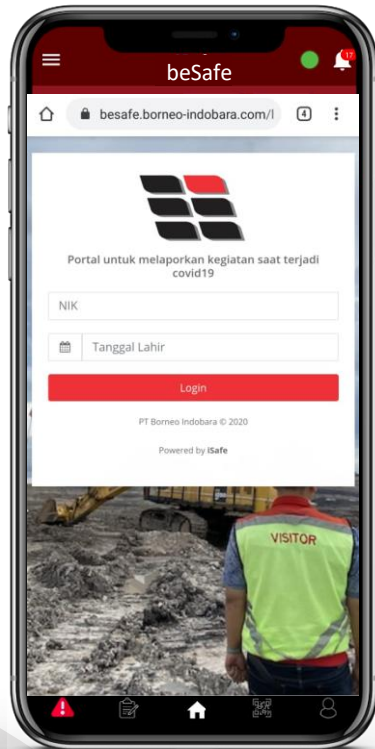 17
beSafe
besafe.borneo-indobara.com/l
4
Portal untuk melaporkan kegiatan saat terjadi
covid19
NIK
Tanggal Lahir
Login
PT Borneo Indobara © 2020
Powered by iSafe
VISITOR